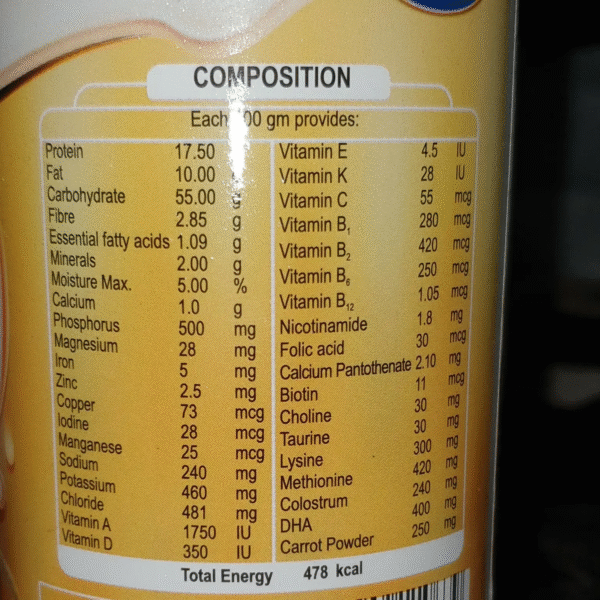 COMPOSITION
Each 100 gm provides:
Protein 17.50
Fat 10.00
Carbohydrate 55.00 g
Fibre 2.85 g
Essential fatty acids 1.09 g
Minerals 2.00 g
Moisture Max. 5.00 %
Calcium 1.0 g
Phosphorus 500 mg
Magnesium 28 mg
Iron 5 mg
Zinc 2.5 mg
Copper 73 mcg
Iodine 28 mcg
Manganese 25 mcg
Sodium 240 mg
Potassium 460 mg
Chloride 481 mg
Vitamin A 1750 IU
Vitamin D 350 IU
Vitamin E 4.5 IU
Vitamin K 28 IU
Vitamin C 55 mcg
Vitamin B₁ 280 mcg
Vitamin B₂ 420 mcg
Vitamin B₆ 250 mcg
Vitamin B₁₂ 1.05 mcg
Nicotinamide 1.8 mg
Folic acid 30 mcg
Calcium Pantothenate 2.10 mg
Biotin 11 mcg
Choline 30 mg
Taurine 30 mg
Lysine 300 mg
Methionine 420 mg
Colostrum 240 mg
DHA 400 mg
Carrot Powder 250 mg
Total Energy 478 kcal